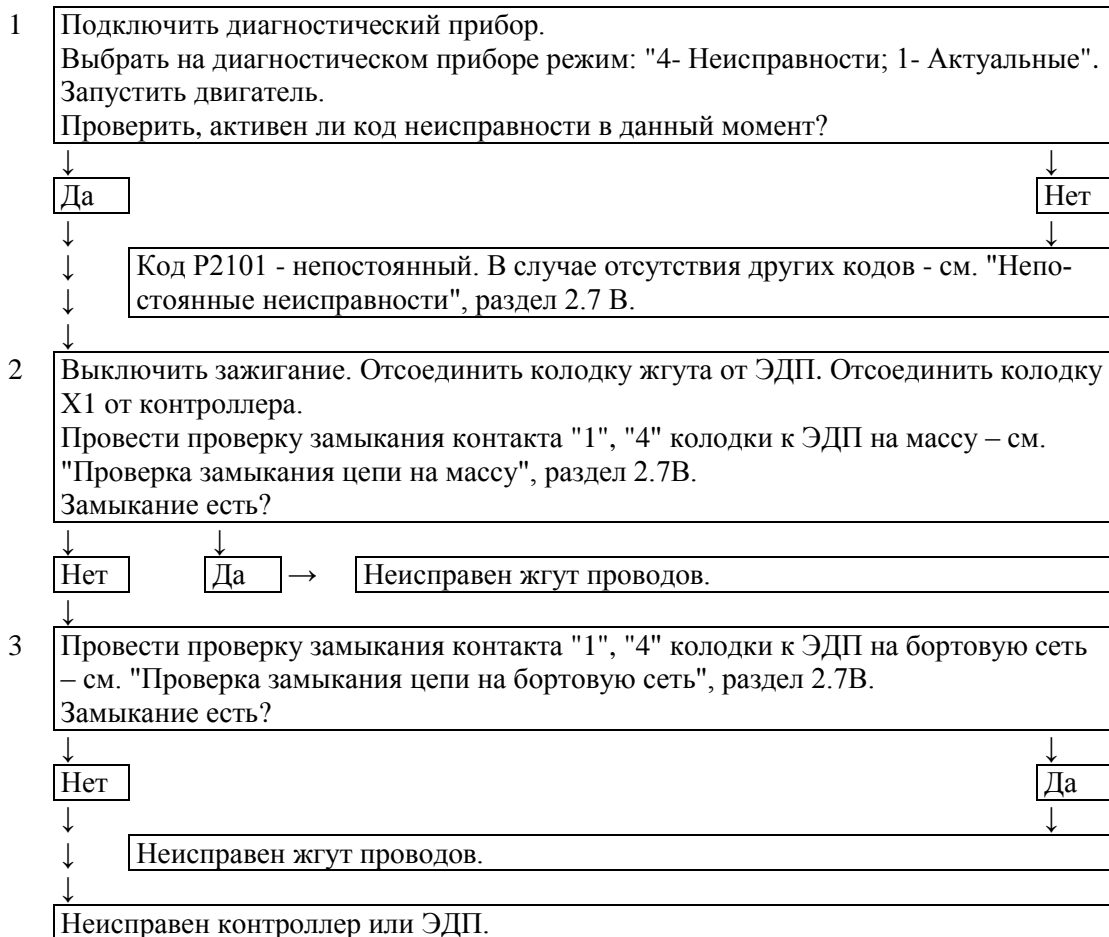 1 Подключить диагностический прибор.
Выбрать на диагностическом приборе режим: "4- Неисправности; 1- Актуальные".
Запустить двигатель.
Проверить, активен ли код неисправности в данный момент?
↓ ↓
Да Нет
↓ ↓
↓ Код Р2101 - непостоянный. В случае отсутствия других кодов - см. "Непо-
↓ стоянные неисправности", раздел 2.7 В.
↓
2 Выключить зажигание. Отсоединить колодку жгута от ЭДП. Отсоединить колодку
Х1 от контроллера.
Провести проверку замыкания контакта "1", "4" колодки к ЭДП на массу – см.
"Проверка замыкания цепи на массу", раздел 2.7В.
Замыкание есть?
↓ ↓
Нет Да → Неисправен жгут проводов.
↓
3 Провести проверку замыкания контакта "1", "4" колодки к ЭДП на бортовую сеть
– см. "Проверка замыкания цепи на бортовую сеть", раздел 2.7В.
Замыкание есть?
↓ ↓
Нет Да
↓ ↓
↓ Неисправен жгут проводов.
↓
Неисправен контроллер или ЭДП.